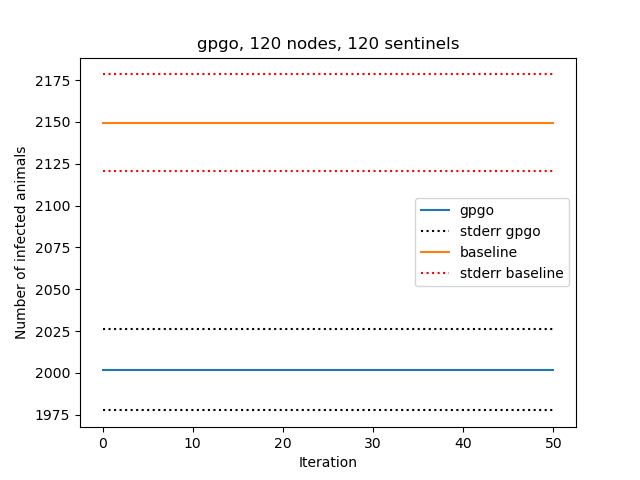 gpgo, 120 nodes, 120 sentinels
Number of infected animals
2175
2150
2125
2100
2075
2050
2025
2000
1975
gpgo
stderr gpgo
baseline
stderr baseline
0 10 20 30 40 50
Iteration